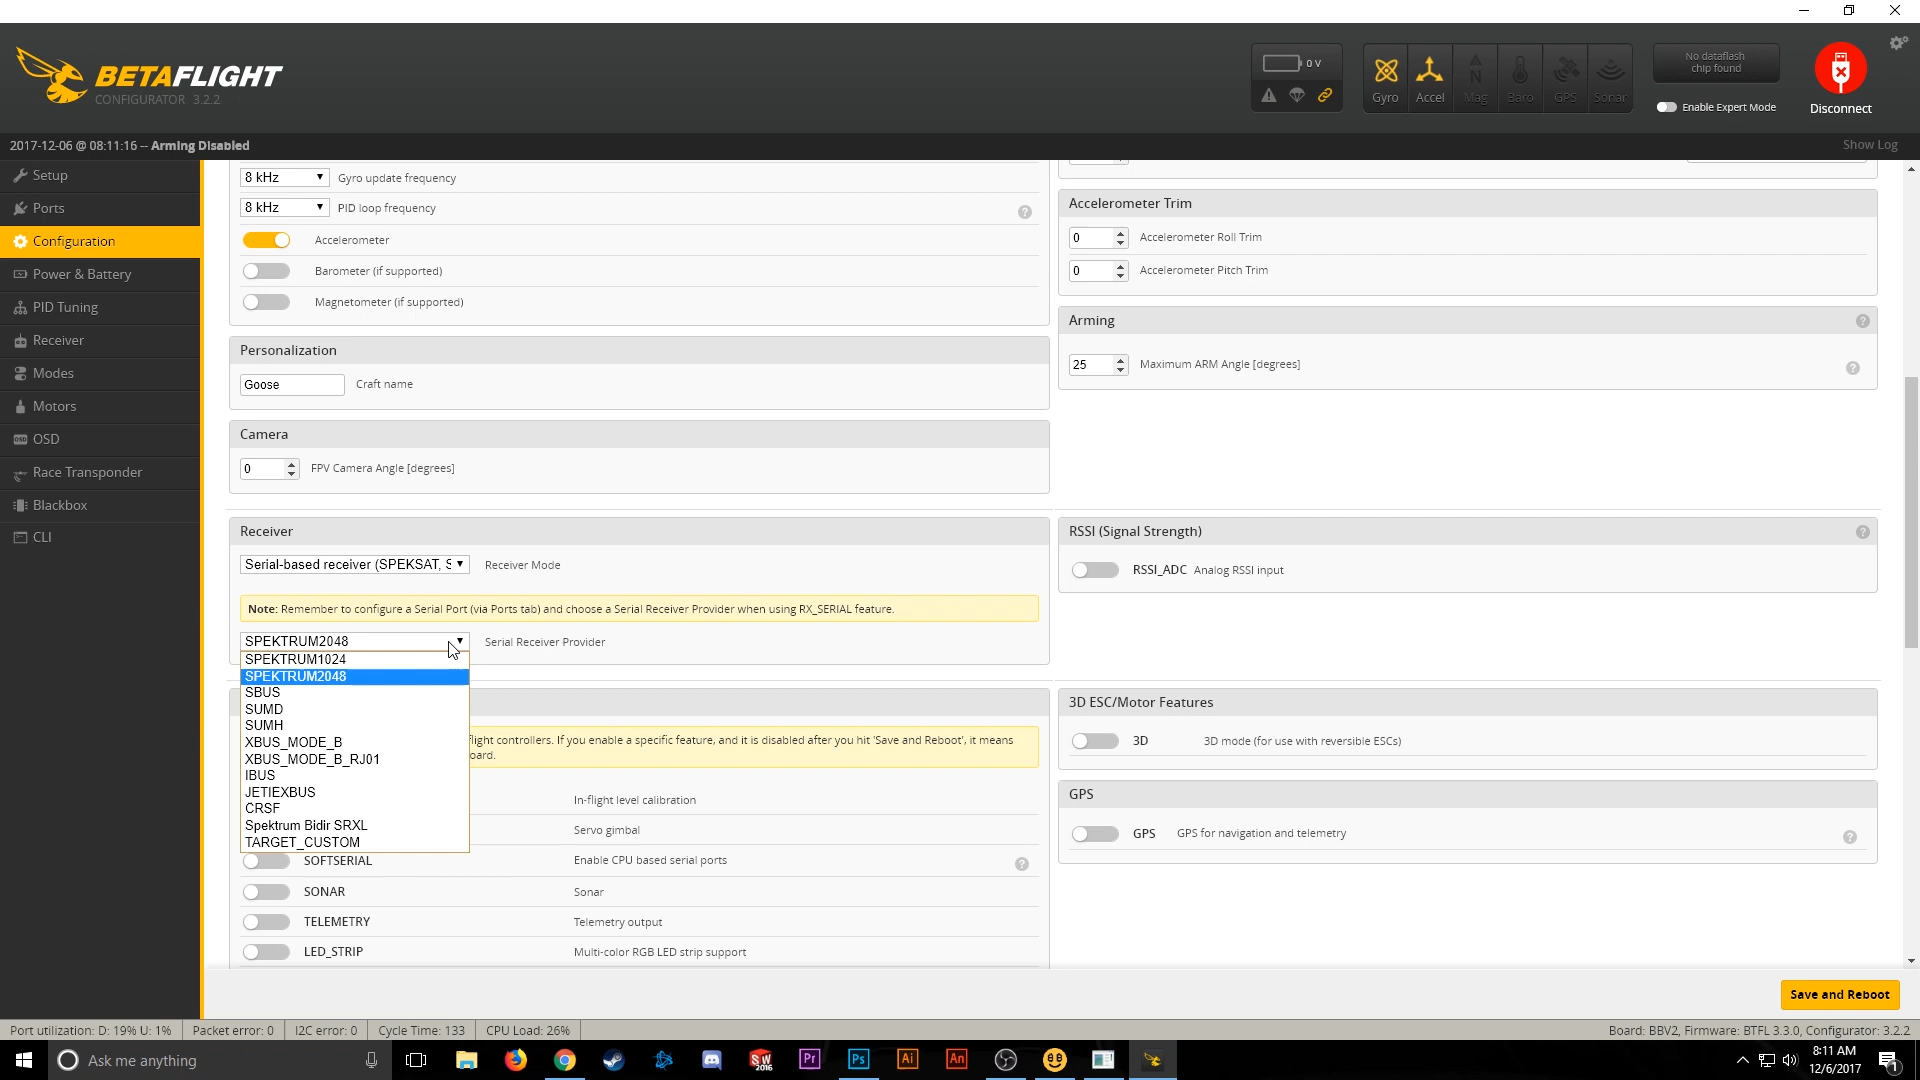 BETAFLIGHT
CONFIGURATOR 3.2.2
0 V
Gyro
Accel
Mag
Baro
GPS
Sonar
No dataflash
chip found
Enable Expert Mode
Disconnect
2017-12-06 @ 08:11:16 -- Arming Disabled
Show Log
Setup
Ports
Configuration
Power & Battery
PID Tuning
Receiver
Modes
Motors
OSD
Race Transponder
Blackbox
CLI
8 kHz
Gyro update frequency
8 kHz
PID loop frequency
Accelerometer
Barometer (if supported)
Magnetometer (if supported)
Accelerometer Trim
0
Accelerometer Roll Trim
0
Accelerometer Pitch Trim
Arming
25
Maximum ARM Angle [degrees]
Personalization
Goose
Craft name
Camera
0
FPV Camera Angle [degrees]
Receiver
Serial-based receiver (SPEKSAT, S
Receiver Mode
Note: Remember to configure a Serial Port (via Ports tab) and choose a Serial Receiver Provider when using RX_SERIAL feature.
SPEKTRUM2048
Serial Receiver Provider
SPEKTRUM1024
SPEKTRUM2048
SBUS
SUMD
SUMH
XBUS_MODE_B
XBUS_MODE_B_RJ01
IBUS
JETIEXBUS
CRSF
Spektrum Bidir SRXL
TARGET_CUSTOM
RSSI (Signal Strength)
RSSI_ADC Analog RSSI input
flight controllers. If you enable a specific feature, and it is disabled after you hit 'Save and Reboot', it means
oard.
In-flight level calibration
Servo gimbal
SOFTSERIAL
Enable CPU based serial ports
SONAR
Sonar
TELEMETRY
Telemetry output
LED_STRIP
Multi-color RGB LED strip support
3D ESC/Motor Features
3D
3D mode (for use with reversible ESCs)
GPS
GPS
GPS for navigation and telemetry
Save and Reboot
Port utilization: D: 19% U: 1%
Packet error: 0
I2C error: 0
Cycle Time: 133
CPU Load: 26%
Board: BBV2, Firmware: BTFL 3.3.0, Configurator: 3.2.2
Ask me anything
SW
2016
Pr
Ps
Ai
An
8:11 AM
12/6/2017
1